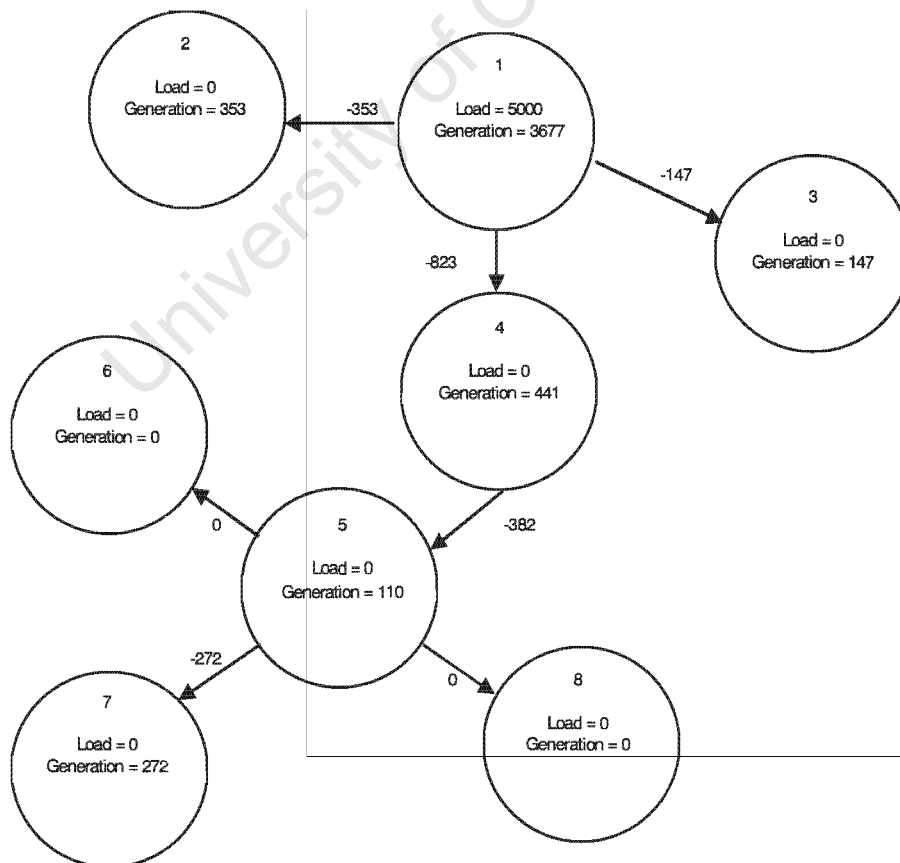 2
Load = 0
Generation = 353
-353
1
Load = 5000
Generation = 3677
-147
3
Load = 0
Generation = 147
-823
4
Load = 0
Generation = 441
-382
6
Load = 0
Generation = 0
0
5
Load = 0
Generation = 110
-272
0
7
Load = 0
Generation = 272
8
Load = 0
Generation = 0
University of C